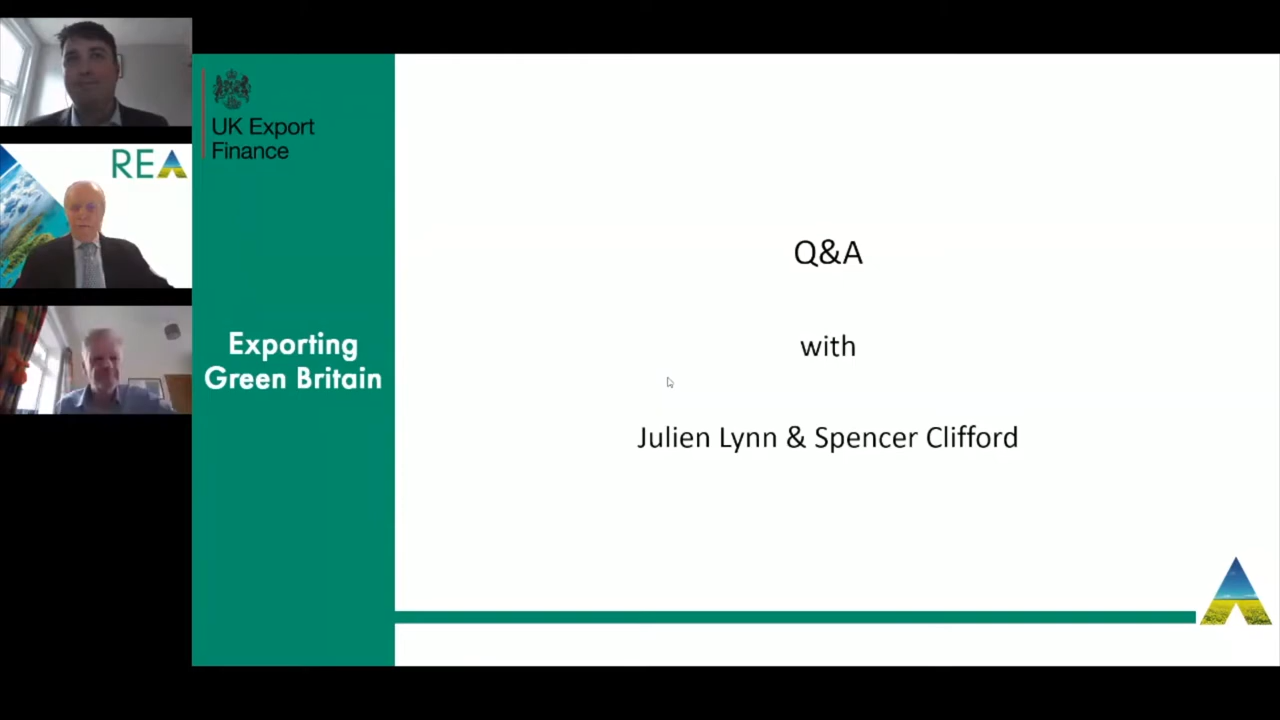 REA
UK Export
Finance
Exporting
Green Britain
Q&A
with
Julien Lynn & Spencer Clifford